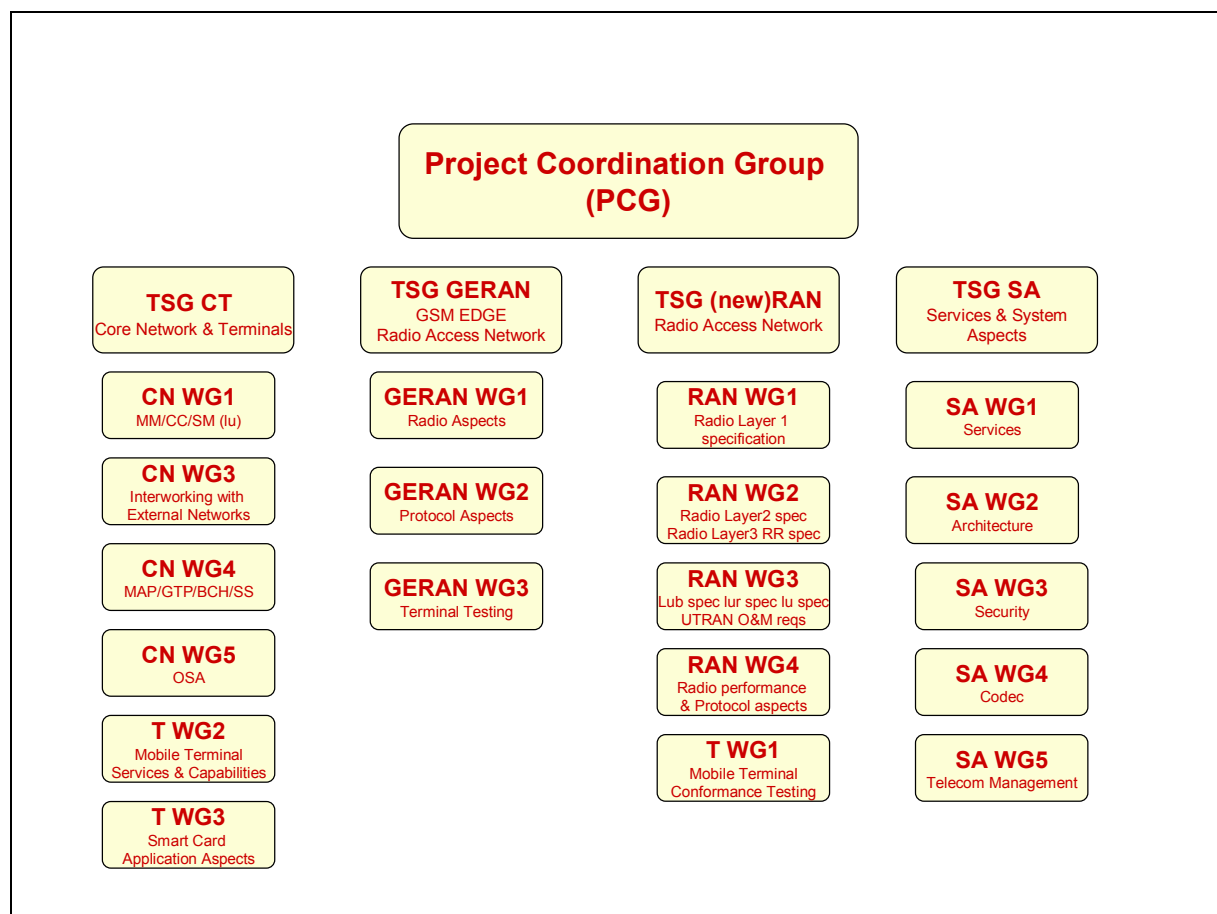 Project Coordination Group
(PCG)
TSG CT
Core Network & Terminals
CN WG1
MM/CC/SM (lu)
CN WG3
Interworking with
External Networks
CN WG4
MAP/GTP/BCH/SS
CN WG5
OSA
T WG2
Mobile Terminal
Services & Capabilities
T WG3
Smart Card
Application Aspects
TSG GERAN
GSM EDGE
Radio Access Network
GERAN WG1
Radio Aspects
GERAN WG2
Protocol Aspects
GERAN WG3
Terminal Testing
TSG (new)RAN
Radio Access Network
RAN WG1
Radio Layer 1
specification
RAN WG2
Radio Layer2 spec
Radio Layer3 RR spec
RAN WG3
Lub spec lur spec lu spec
UTRAN O&M reqs
RAN WG4
Radio performance
& Protocol aspects
T WG1
Mobile Terminal
Conformance Testing
TSG SA
Services & System
Aspects
SA WG1
Services
SA WG2
Architecture
SA WG3
Security
SA WG4
Codec
SA WG5
Telecom Management